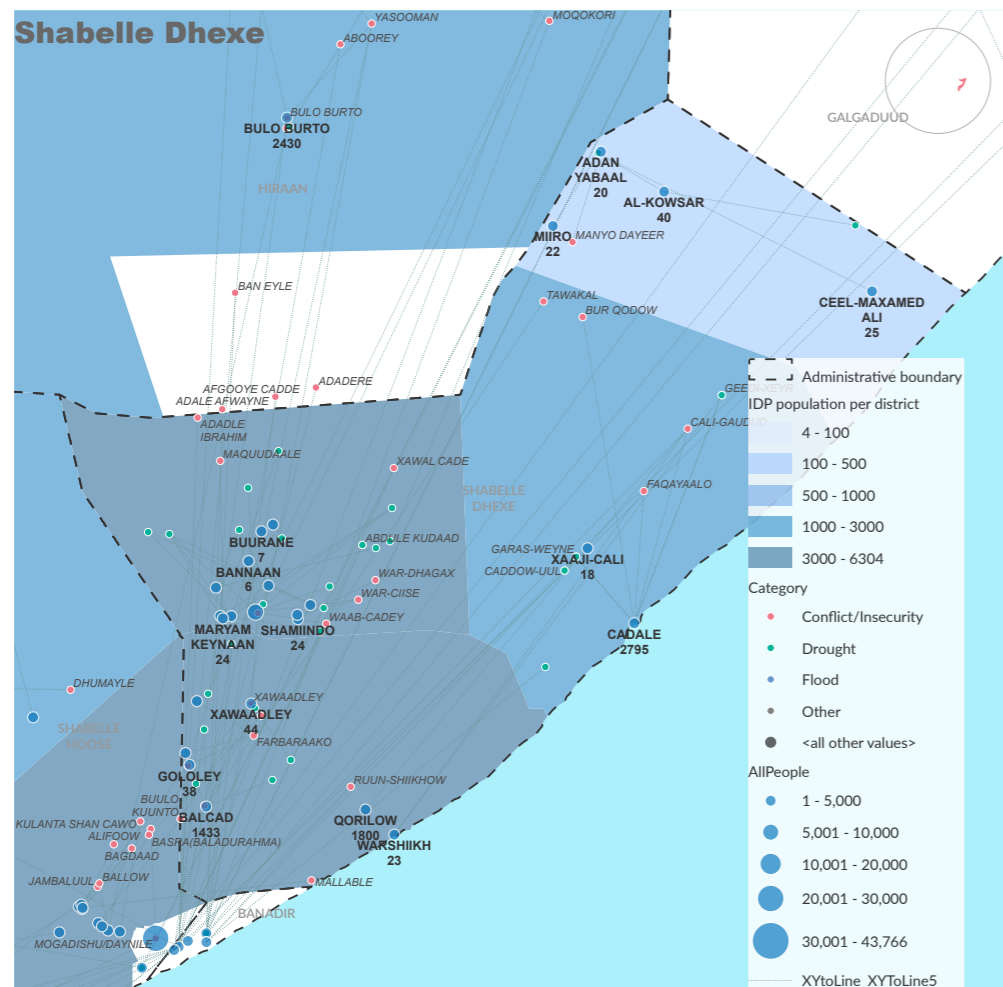 Shabelle Dhexe
YASOOMAN
MOQOKORI
ABOOREY
BULO BURTO
BULO BURTO
2430
GALGADUUD
HIRAAN
ADAN
YABAAL
20
AL-KOWSAR
40
MIIRO
22
MANYO DAYEER
BAN EYLE
TAWAKAL
BUR QODOW
CEEL-MAXAMED
ALI
25
ADADERE
AFGOOYE CADDE
ADALE AFWAYNE
ADADLE
IBRAHIM
GEEDI-KEYR
CALI-GAUDUD
MAQUUDAALE
XAWAL CADE
SHABELLE
DHEXE
FAQAYAALO
BUURANE
7
ABDULE KUDAAD
GARAS-WEYNE
XAAJI-CALI
18
CADDOW-UUL
BANNAAN
6
WAR-DHAGAX
WAR-CIISE
WAAB-CADEY
MARYAM
KEYNAAN
24
SHAMIINDO
24
CADALE
2795
DHUMAYLE
XAWAADLEY
XAWAADLEY
44
SHABELLE
HOOSE
FARBARAAKO
GOLOLEY
38
RUUN-SHIIKHOW
BUULO
KUUNTO
BALCAD
1433
QORILOW
1800
WARSHIIKH
23
KULANTA SHAN CAWO
ALIFOOW
BASRA(BALADURAHMA)
BAGDAAD
JAMBALUUL
BALLOW
MALLABLE
BANADIR
MOGADISHU/DAYNILE
Administrative boundary
IDP population per district
4 - 100
100 - 500
500 - 1000
1000 - 3000
3000 - 6304
Category
Conflict/Insecurity
Drought
Flood
Other
<all other values>
AllPeople
1 - 5,000
5,001 - 10,000
10,001 - 20,000
20,001 - 30,000
30,001 - 43,766
XYtoLine_XYToLine5